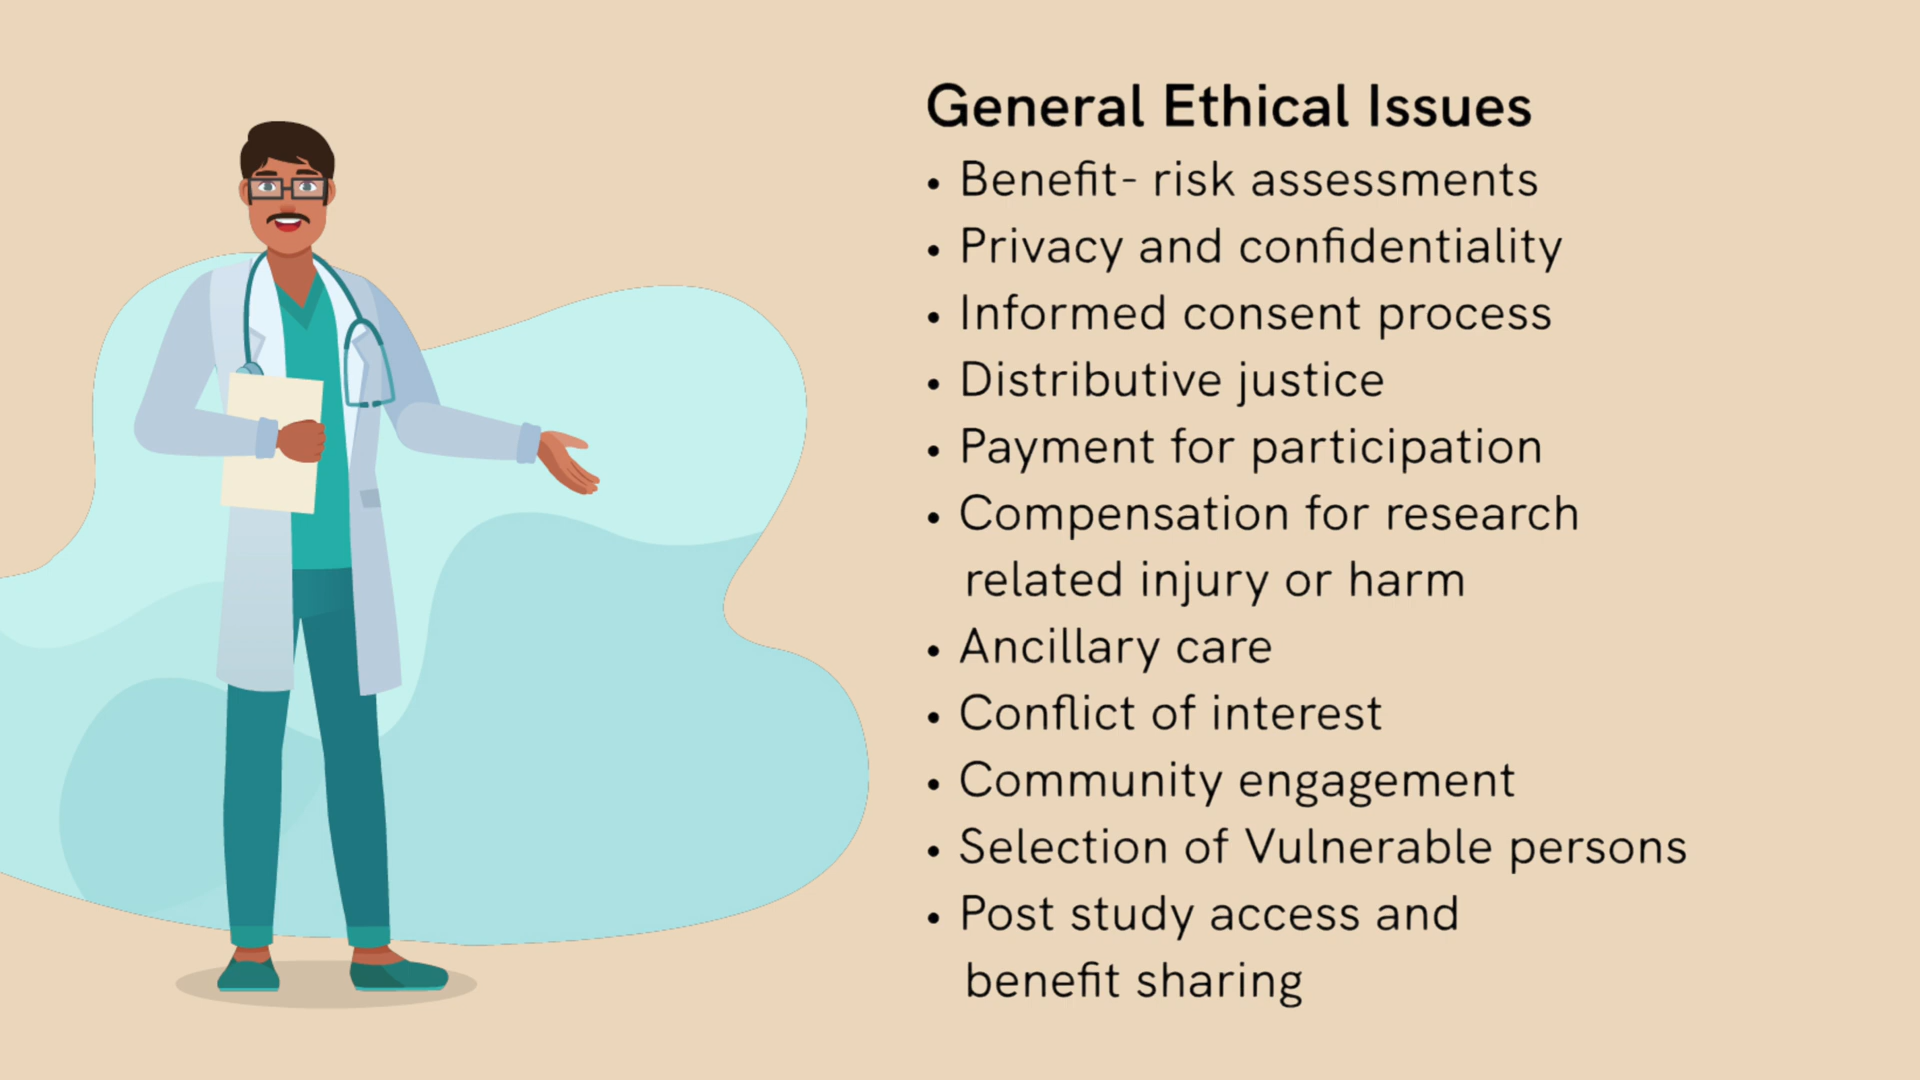 General Ethical Issues
• Benefit- risk assessments
• Privacy and confidentiality
• Informed consent process
• Distributive justice
• Payment for participation
• Compensation for research
related injury or harm
• Ancillary care
• Conflict of interest
• Community engagement
• Selection of Vulnerable persons
• Post study access and
benefit sharing